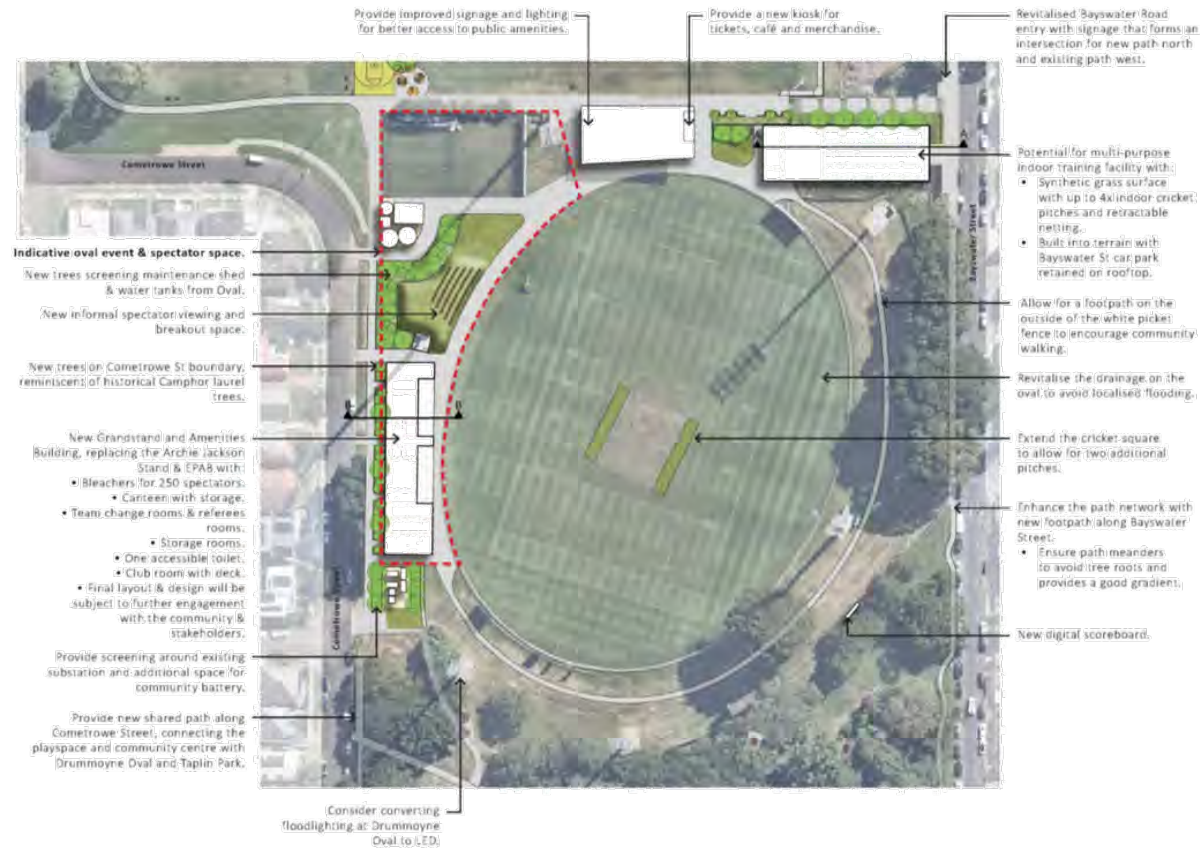 Provide improved signage and lighting
for better access to public amenities.
Provide a new kiosk for
tickets, café and merchandise.
Revitalised Bayswater Road
entry with signage that forms an
intersection for new path north
and existing path west.
Cometrowe Street
A
A
Potential for multi-purpose
indoor training facility with:
• Synthetic grass surface
with up to 4x indoor cricket
pitches and retractable
netting.
• Built into terrain with
Bayswater St car park
retained on rooftop.
Bayswater Street
Indicative oval event & spectator space.
New trees screening maintenance shed
& water tanks from Oval.
New informal spectator viewing and
breakout space.
New trees on Cometrowe St boundary,
reminiscent of historical Camphor laurel
trees.
B
B
New Grandstand and Amenities
Building, replacing the Archie Jackson
Stand & EPAB with:
• Bleachers for 250 spectators.
• Canteen with storage.
• Team change rooms & referees
rooms.
• Storage rooms.
• One accessible toilet.
• Club room with deck.
• Final layout & design will be
subject to further engagement
with the community &
stakeholders.
Cometrowe Street
Provide screening around existing
substation and additional space for
community battery.
Provide new shared path along
Cometrowe Street, connecting the
playspace and community centre with
Drummoyne Oval and Taplin Park.
Consider converting
floodlighting at Drummoyne
Oval to LED.
Allow for a footpath on the
outside of the white picket
fence to encourage community
walking.
Revitalise the drainage on the
oval to avoid localised flooding.
Extend the cricket square
to allow for two additional
pitches.
Enhance the path network with
new footpath along Bayswater
Street.
• Ensure path meanders
to avoid tree roots and
provides a good gradient.
New digital scoreboard.